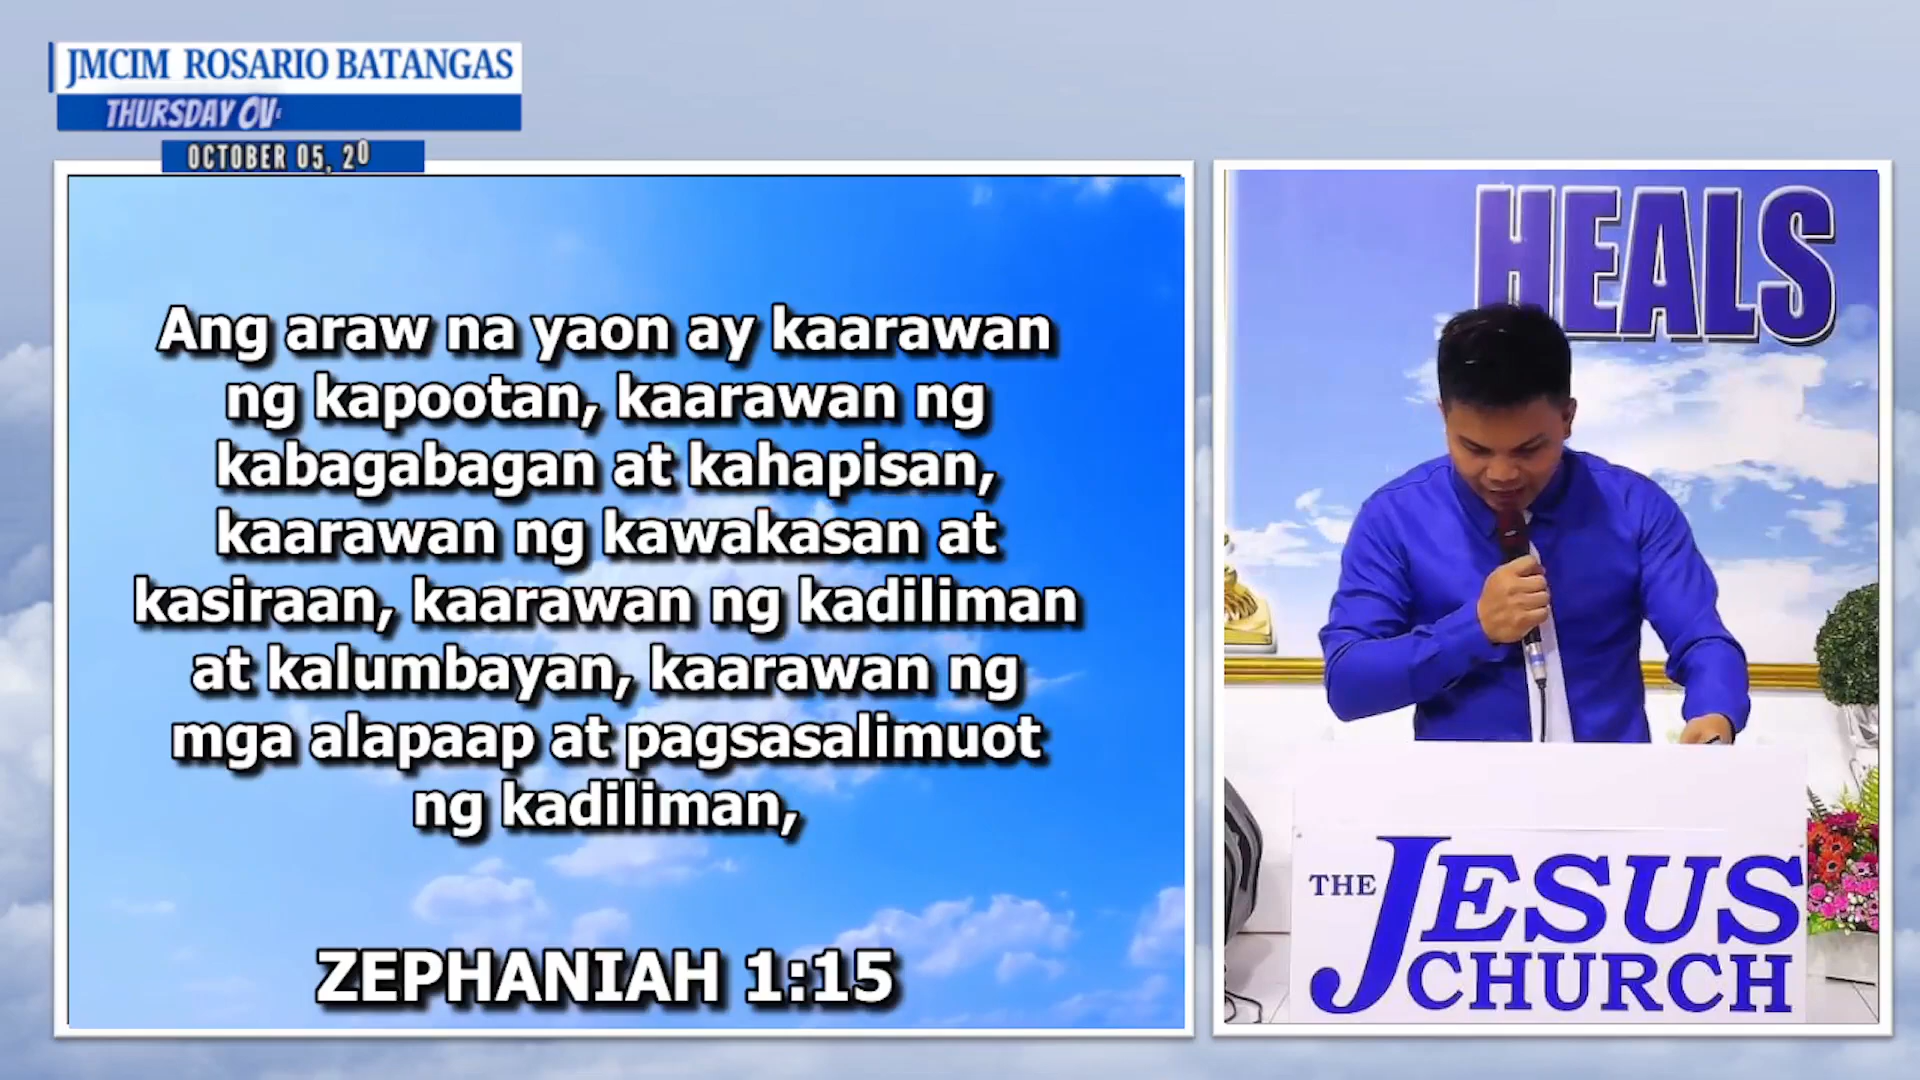 JMCIM ROSARIO BATANGAS
THURSDAY
OCTOBER 05,
Ang araw na yaon ay kaarawan
ng kapootan, kaarawan ng
kabagabagan at kahapisan,
kaarawan ng kawakasan at
kasiraan, kaarawan ng kadiliman
at kalumbayan, kaarawan ng
mga alapaap at pagsasalimuot
ng kadiliman,
ZEPHANIAH 1:15
HEALS
THE JESUS
CHURCH